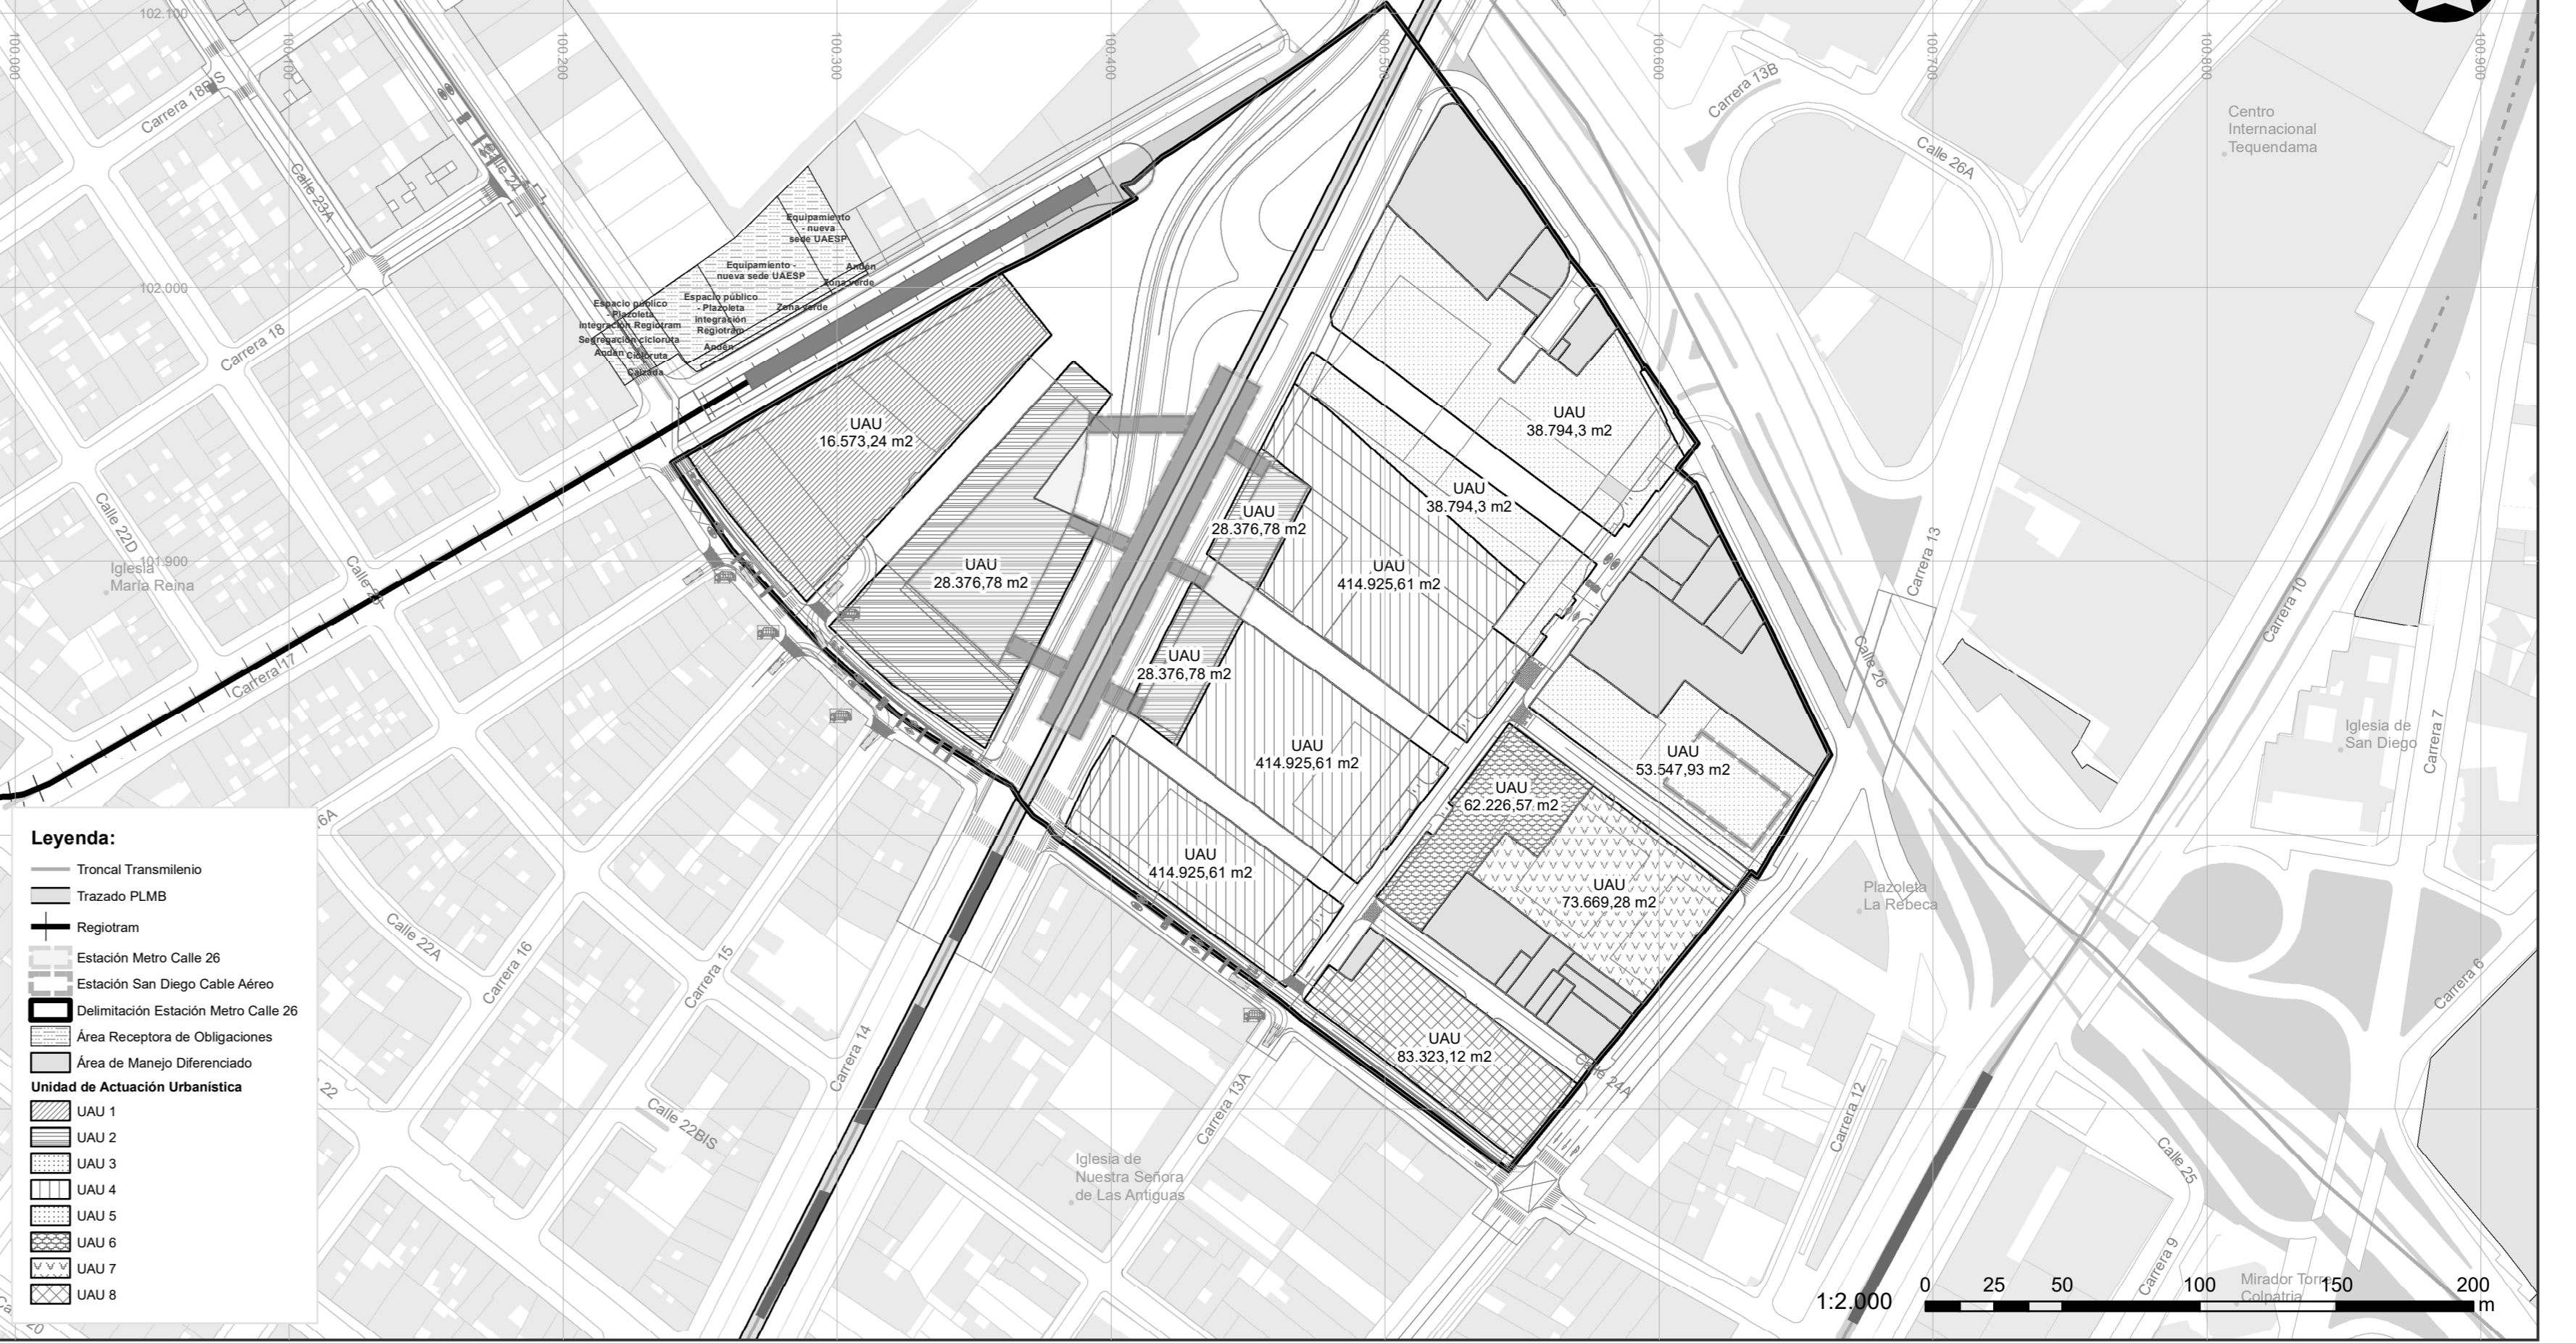 102.100
100.000
100.100
100.200
100.300
100.400
100.500
100.600
100.700
100.800
100.900
Carrera 18BIS
Calle 23A
Calle 24
Carrera 13B
Calle 26A
Centro
Internacional
Tequendama
102.000
Equipamiento
- nueva
sede UAESP
Equipamiento -
nueva sede UAESP
Andén
Zona verde
Zona verde
Espacio público
- Plazoleta
integración Regiotram
Espacio público
- Plazoleta
integración
Regiotram
Segregación cicloruta
Andén
Cicloruta
Andén
Calzada
Carrera 18
UAU
16.573,24 m2
UAU
38.794,3 m2
UAU
38.794,3 m2
UAU
28.376,78 m2
UAU
28.376,78 m2
UAU
414.925,61 m2
Calle 22D
101.900
Iglesia
María Reina
Carrera 17
Carrera 13
Carrera 10
Calle 26
UAU
28.376,78 m2
UAU
414.925,61 m2
UAU
53.547,93 m2
UAU
62.226,57 m2
UAU
414.925,61 m2
UAU
73.669,28 m2
UAU
83.323,12 m2
Iglesia de
San Diego
Carrera 7
Plazoleta
La Rebeca
Carrera 6
Calle 24A
Carrera 12
Calle 25
Carrera 9
Mirador Torre
Colpatria
6A
Calle 22A
Carrera 16
Carrera 15
Carrera 14
Carrera 13A
22
Calle 22BIS
Iglesia de
Nuestra Señora
de Las Antiguas
20
Leyenda:
Troncal Transmilenio
Trazado PLMB
Regiotram
Estación Metro Calle 26
Estación San Diego Cable Aéreo
Delimitación Estación Metro Calle 26
Área Receptora de Obligaciones
Área de Manejo Diferenciado
Unidad de Actuación Urbanística
UAU 1
UAU 2
UAU 3
UAU 4
UAU 5
UAU 6
UAU 7
UAU 8
1:2.000
0 25 50 100 150 200
m